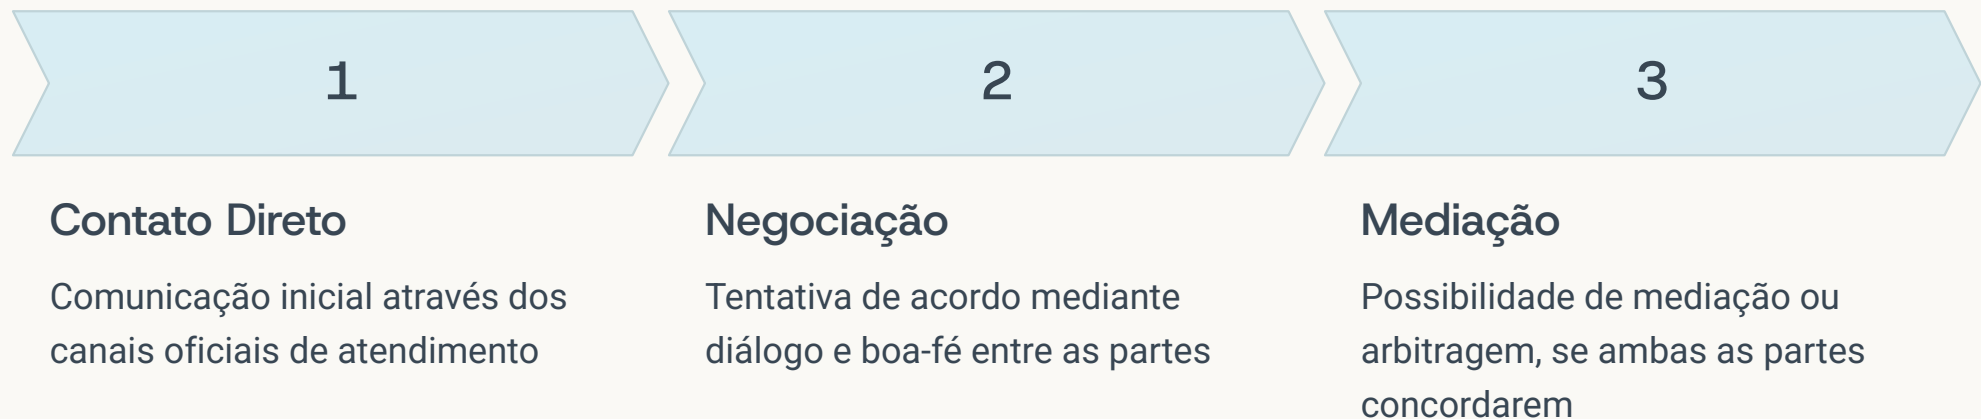 1
2
3
Contato Direto
Comunicação inicial através dos
canais oficiais de atendimento
Negociação
Tentativa de acordo mediante
diálogo e boa-fé entre as partes
Mediação
Possibilidade de mediação ou
arbitragem, se ambas as partes
concordarem